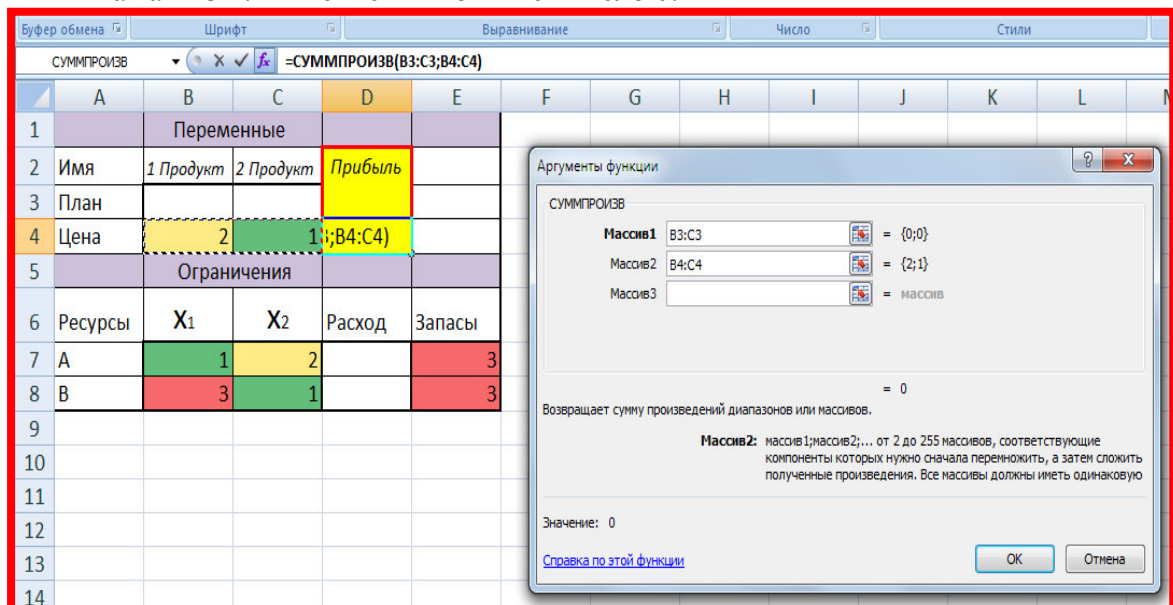 Буфер обмена Шрифт Выравнивание Число Стили
СУММПРОИЗВ =СУММПРОИЗВ(B3:C3;B4:C4)
A B C D E F G H I J K L
1 Переменные
2 Имя 1 Продукт 2 Продукт Прибыль
3 План
4 Цена 2 1 ;B4:C4)
5 Ограничения
6 Ресурсы X1 X2 Расход Запасы
7 A 1 2 3
8 B 3 1 3
9
10
11
12
13
14
Аргументы функции
СУММПРОИЗВ
Массив1 B3:C3 = {0;0}
Массив2 B4:C4 = {2;1}
Массив3 = массив
= 0
Возвращает сумму произведений диапазонов или массивов.
Массив2: массив1;массив2;... от 2 до 255 массивов, соответствующие
компоненты которых нужно сначала перемножить, а затем сложить
полученные произведения. Все массивы должны иметь одинаковую
Значение: 0
Справка по этой функции OK Отмена